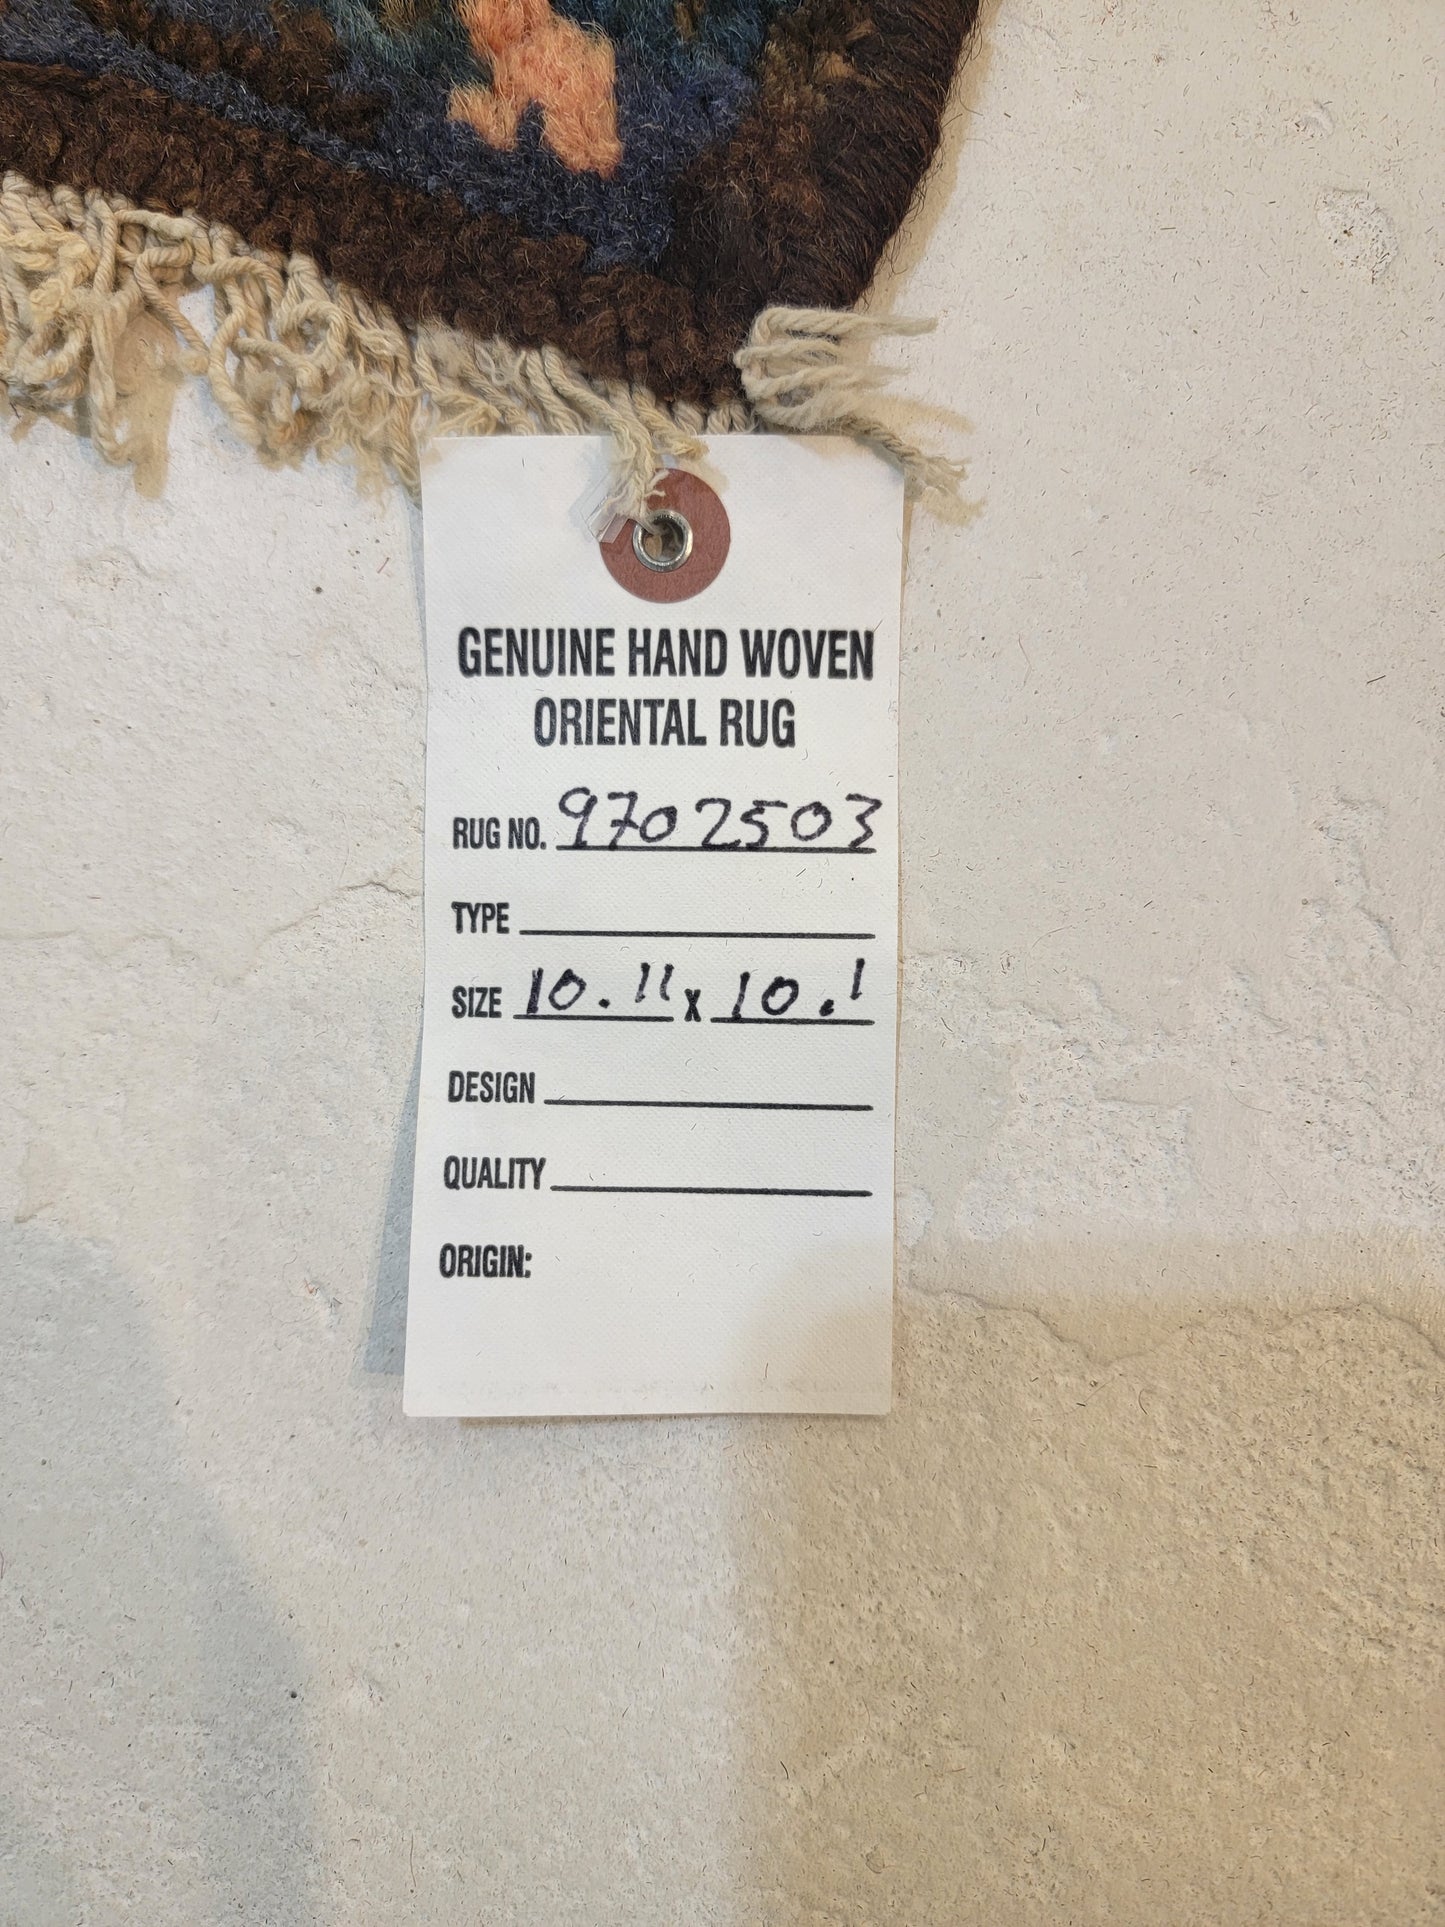 GENUINE HAND WOVEN
ORIENTAL RUG
RUG NO. 9702503
TYPE
SIZE 10.11 X 10.1
DESIGN
QUALITY
ORIGIN: